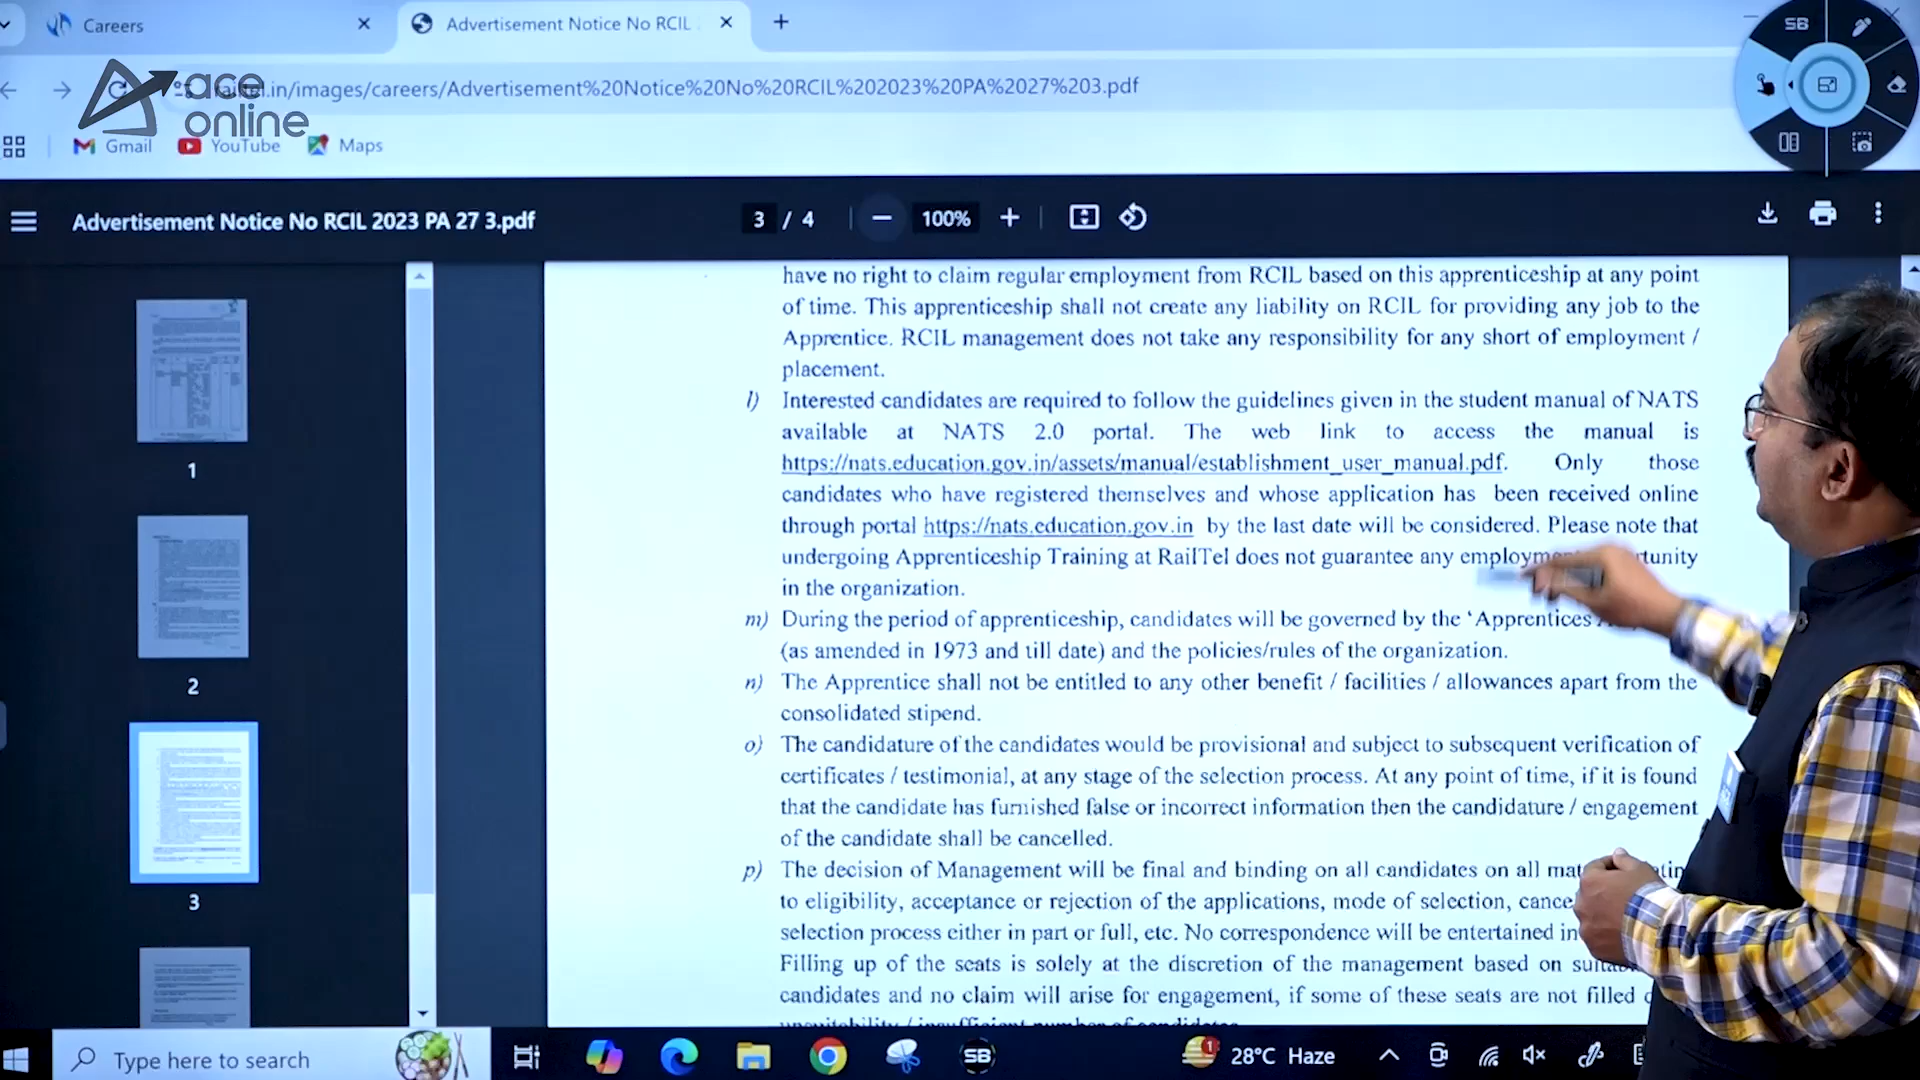 Careers
Advertisement Notice No RCIL
ace
online
.in/images/careers/Advertisement%20Notice%20No%20RCIL%202023%20PA%2027%203.pdf
Gmail
YouTube
Maps
SB
Advertisement Notice No RCIL 2023 PA 27 3.pdf
3 / 4
100%
have no right to claim regular employment from RCIL based on this apprenticeship at any point
of time. This apprenticeship shall not create any liability on RCIL for providing any job to the
Apprentice. RCIL management does not take any responsibility for any short of employment /
placement.
l) Interested candidates are required to follow the guidelines given in the student manual of NATS
available at NATS 2.0 portal. The web link to access the manual is
https://nats.education.gov.in/assets/manual/establishment_user_manual.pdf. Only those
candidates who have registered themselves and whose application has been received online
through portal https://nats.education.gov.in by the last date will be considered. Please note that
undergoing Apprenticeship Training at RailTel does not guarantee any
in the organization.
m) During the period of apprenticeship, candidates will be governed by the 'Apprentices
(as amended in 1973 and till date) and the policies/rules of the organization.
n) The Apprentice shall not be entitled to any other benefit / facilities / allowances apart from the
consolidated stipend.
o) The candidature of the candidates would be provisional and subject to subsequent verification of
certificates / testimonial, at any stage of the selection process. At any point of time, if it is found
that the candidate has furnished false or incorrect information then the candidature / engagement
of the candidate shall be cancelled.
p) The decision of Management will be final and binding on all candidates on all
to eligibility, acceptance or rejection of the applications, mode of selection,
selection process either in part or full, etc. No correspondence will be entertained in
Filling up of the seats is solely at the discretion of the management based on
candidates and no claim will arise for engagement, if some of these seats are not filled
1
2
3
Type here to search
SB
1
28°C Haze